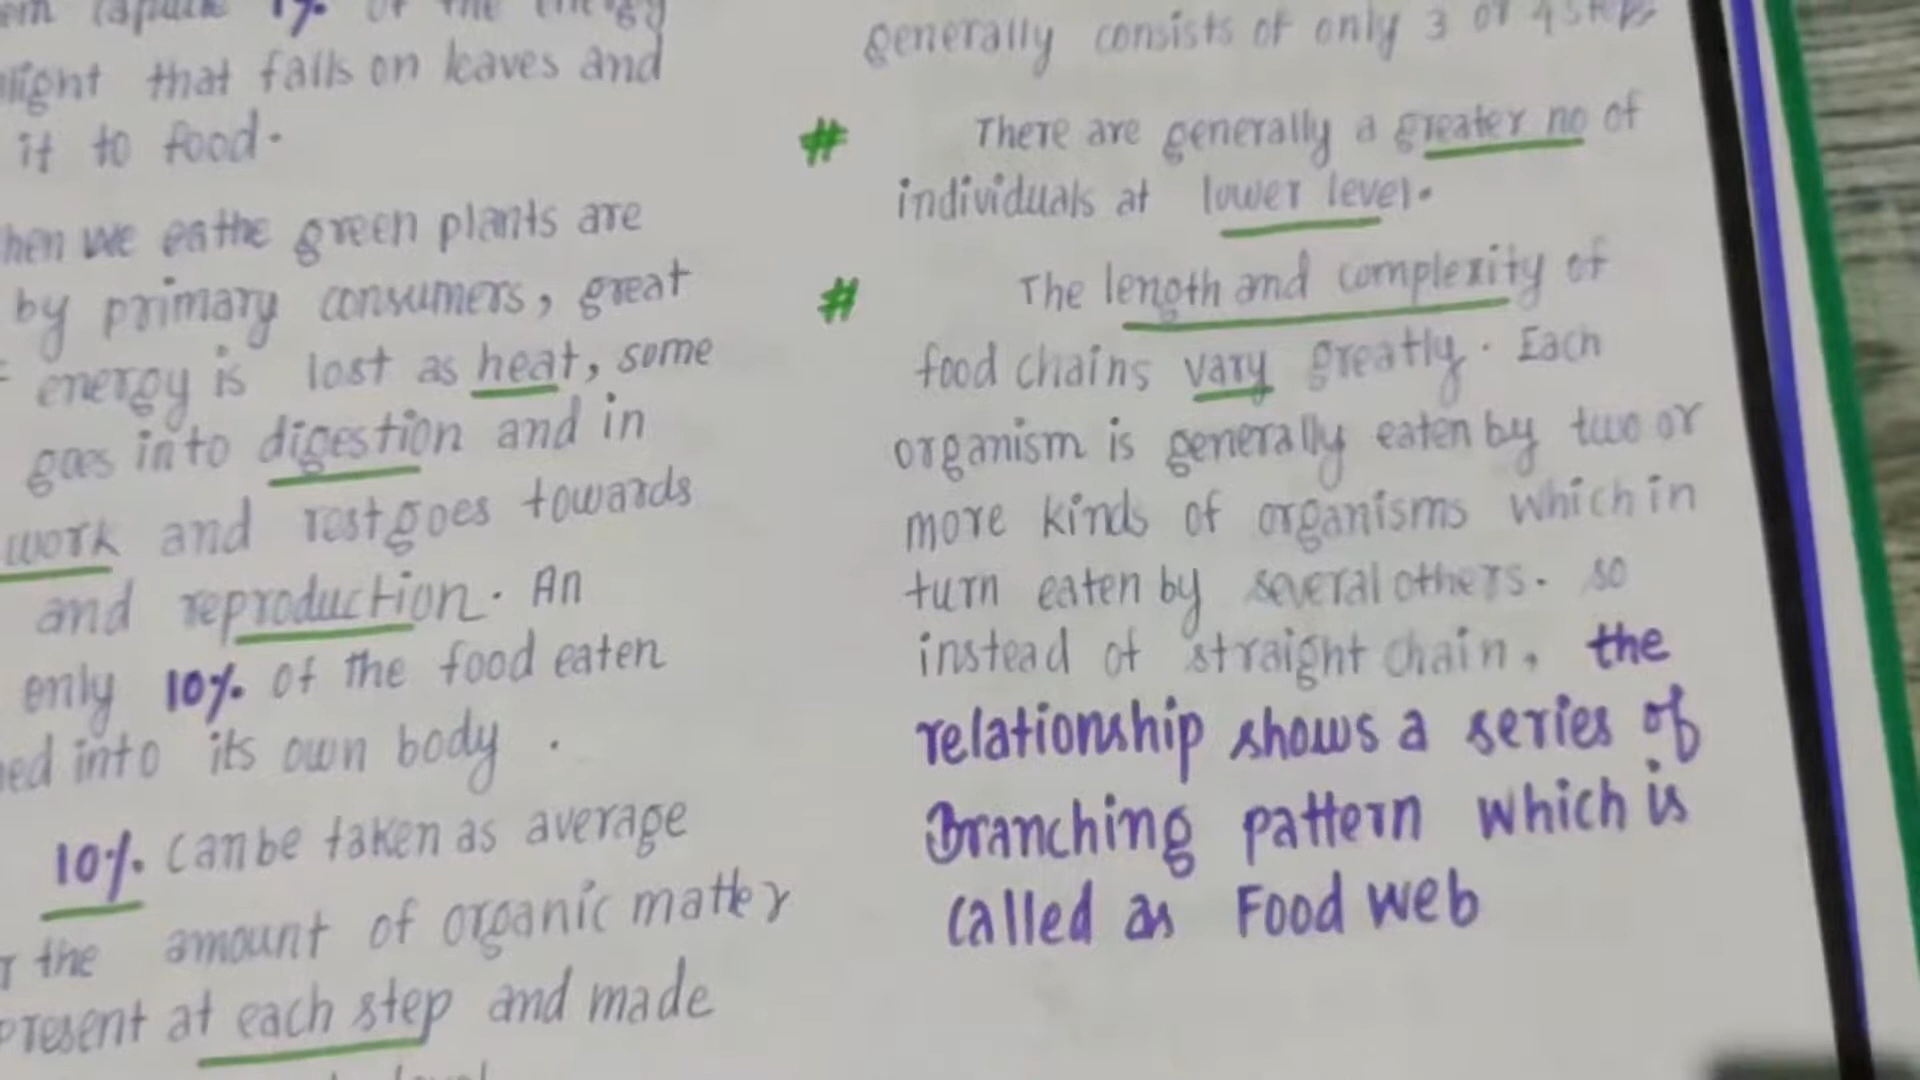 1% of the energy
that falls on leaves and
it to food.
hen we eathe green plants are
by primary consumers, great
energy is lost as heat, some
goes into digestion and in
work and rest goes towards
and reproduction. An
only 10% of the food eaten
ed into its own body .
10% can be taken as average
the amount of organic matter
present at each step and made
generally consists of only 3 or 4 steps
# There are generally a greater no of
individuals at lower level.
# The length and complexity of
food chains vary greatly. Each
organism is generally eaten by two or
more kinds of organisms which in
turn eaten by several others. so
instead of straight chain, the
relationship shows a series of
Branching pattern which is
called as Food web